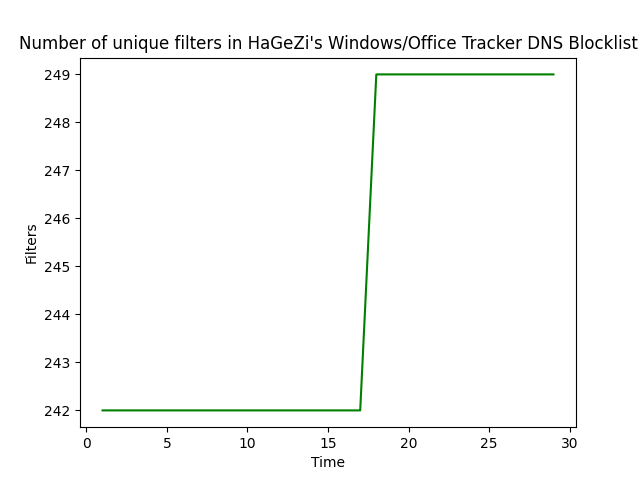 Number of unique filters in HaGeZi's Windows/Office Tracker DNS Blocklist
249
248
247
246
245
244
243
242
Filters
0 5 10 15 20 25 30
Time